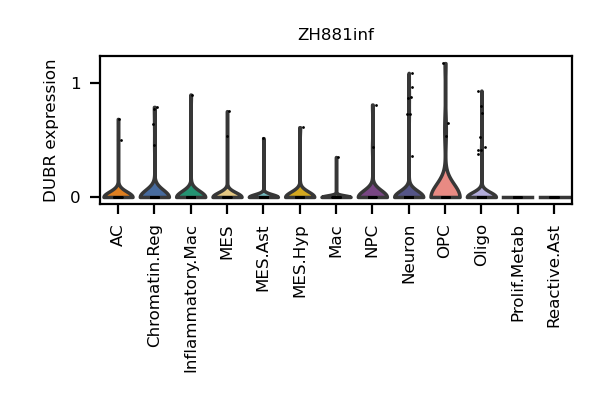 ZH881inf
DUBR expression
1
0
AC
Chromatin.Reg
Inflammatory.Mac
MES
MES.Ast
MES.Hyp
Mac
NPC
Neuron
OPC
Oligo
Prolif.Metab
Reactive.Ast